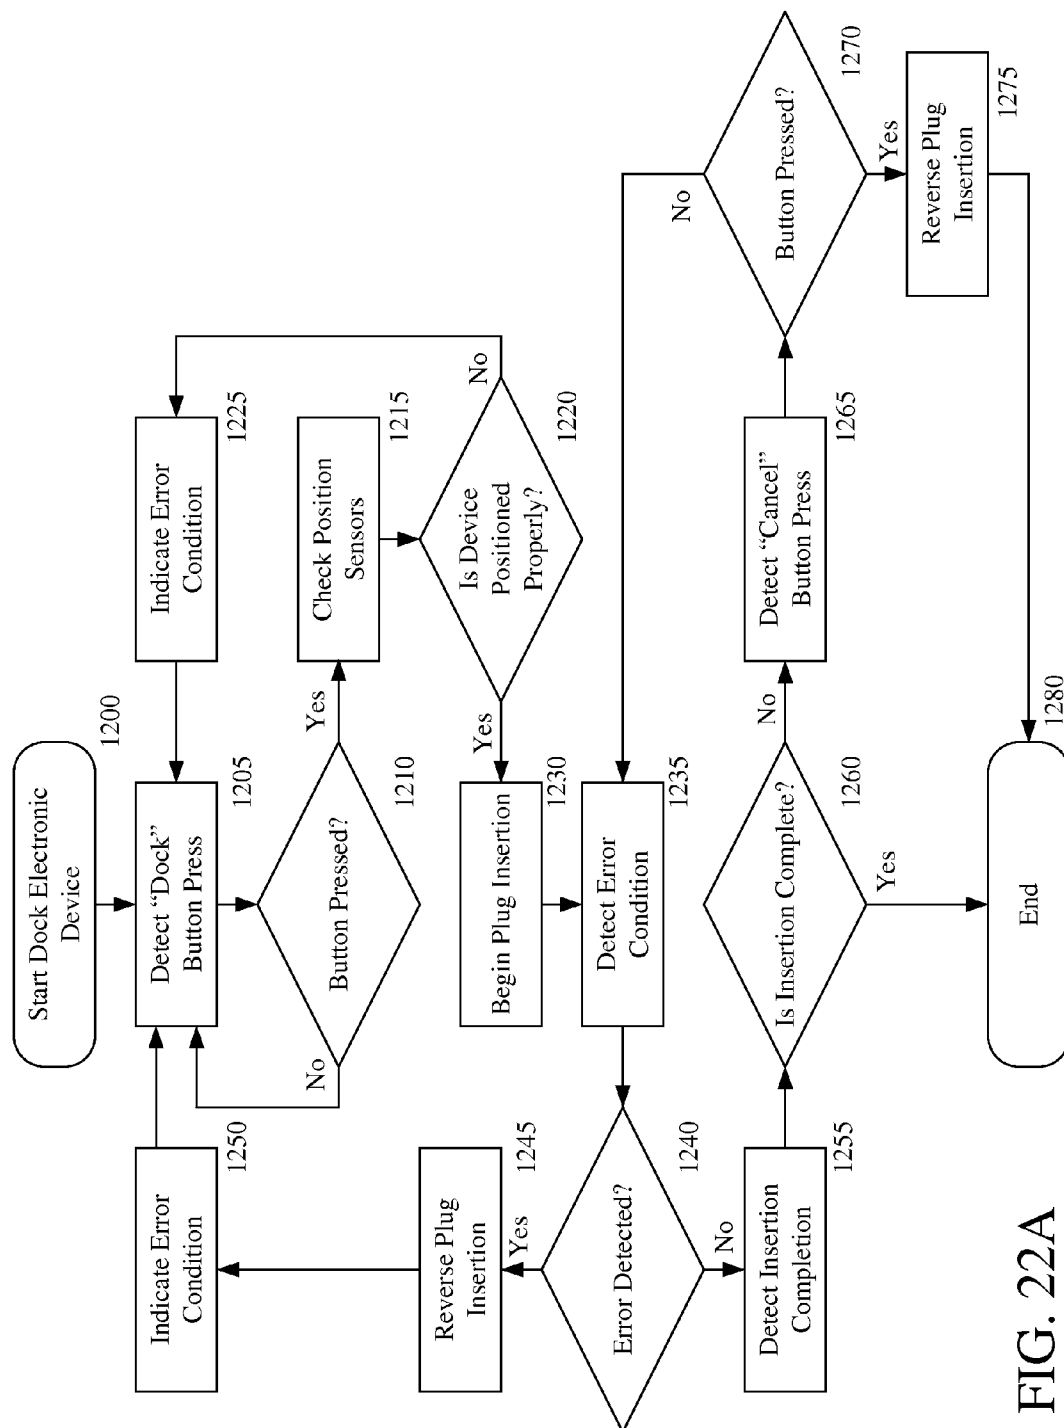 Start Dock Electronic
Device
1200
Detect “Dock”
Button Press
1205
Button Pressed?
1210
No
Yes
Check Position
Sensors
1215
Is Device
Positioned
Properly?
1220
No
Yes
Indicate Error
Condition
1225
Begin Plug Insertion
1230
Detect Error
Condition
1235
Error Detected?
1240
Yes
No
Reverse Plug
Insertion
1245
Indicate Error
Condition
1250
Detect Insertion
Completion
1255
Is Insertion Complete?
1260
No
Yes
Detect “Cancel”
Button Press
1265
Button Pressed?
1270
No
Yes
Reverse Plug
Insertion
1275
End
1280
FIG. 22A